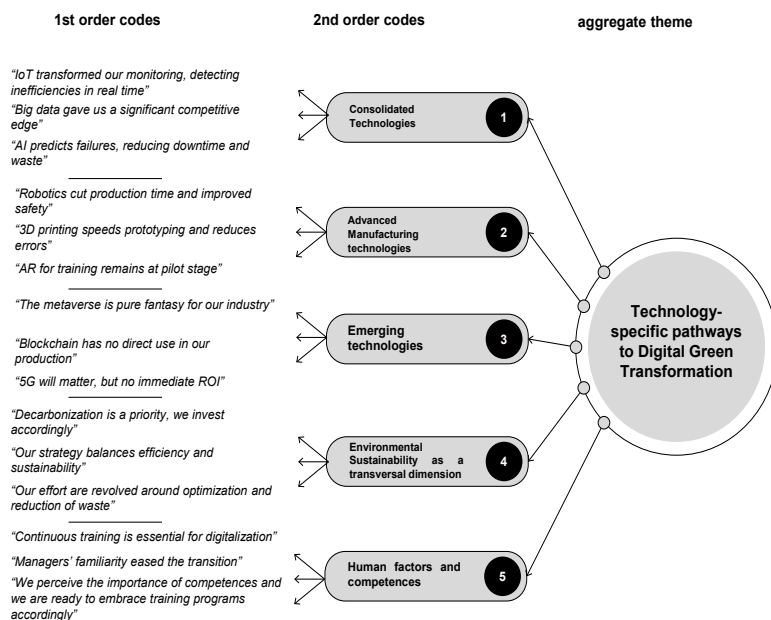 1st order codes
2nd order codes
aggregate theme
“IoT transformed our monitoring, detecting
inefficiencies in real time”
“Big data gave us a significant competitive
edge”
“AI predicts failures, reducing downtime and
waste”
Consolidated
Technologies
1
“Robotics cut production time and improved
safety”
“3D printing speeds prototyping and reduces
errors”
“AR for training remains at pilot stage”
Advanced
Manufacturing
technologies
2
“The metaverse is pure fantasy for our industry”
“Blockchain has no direct use in our
production”
“5G will matter, but no immediate ROI”
Emerging
technologies
3
“Decarbonization is a priority, we invest
accordingly”
“Our strategy balances efficiency and
sustainability”
“Our effort are revolved around optimization and
reduction of waste”
Environmental
Sustainability as a
transversal dimension
4
“Continuous training is essential for digitalization”
“Managers’ familiarity eased the transition”
“We perceive the importance of competences and
we are ready to embrace training programs
accordingly”
Human factors and
competences
5
Technology-
specific pathways
to Digital Green
Transformation